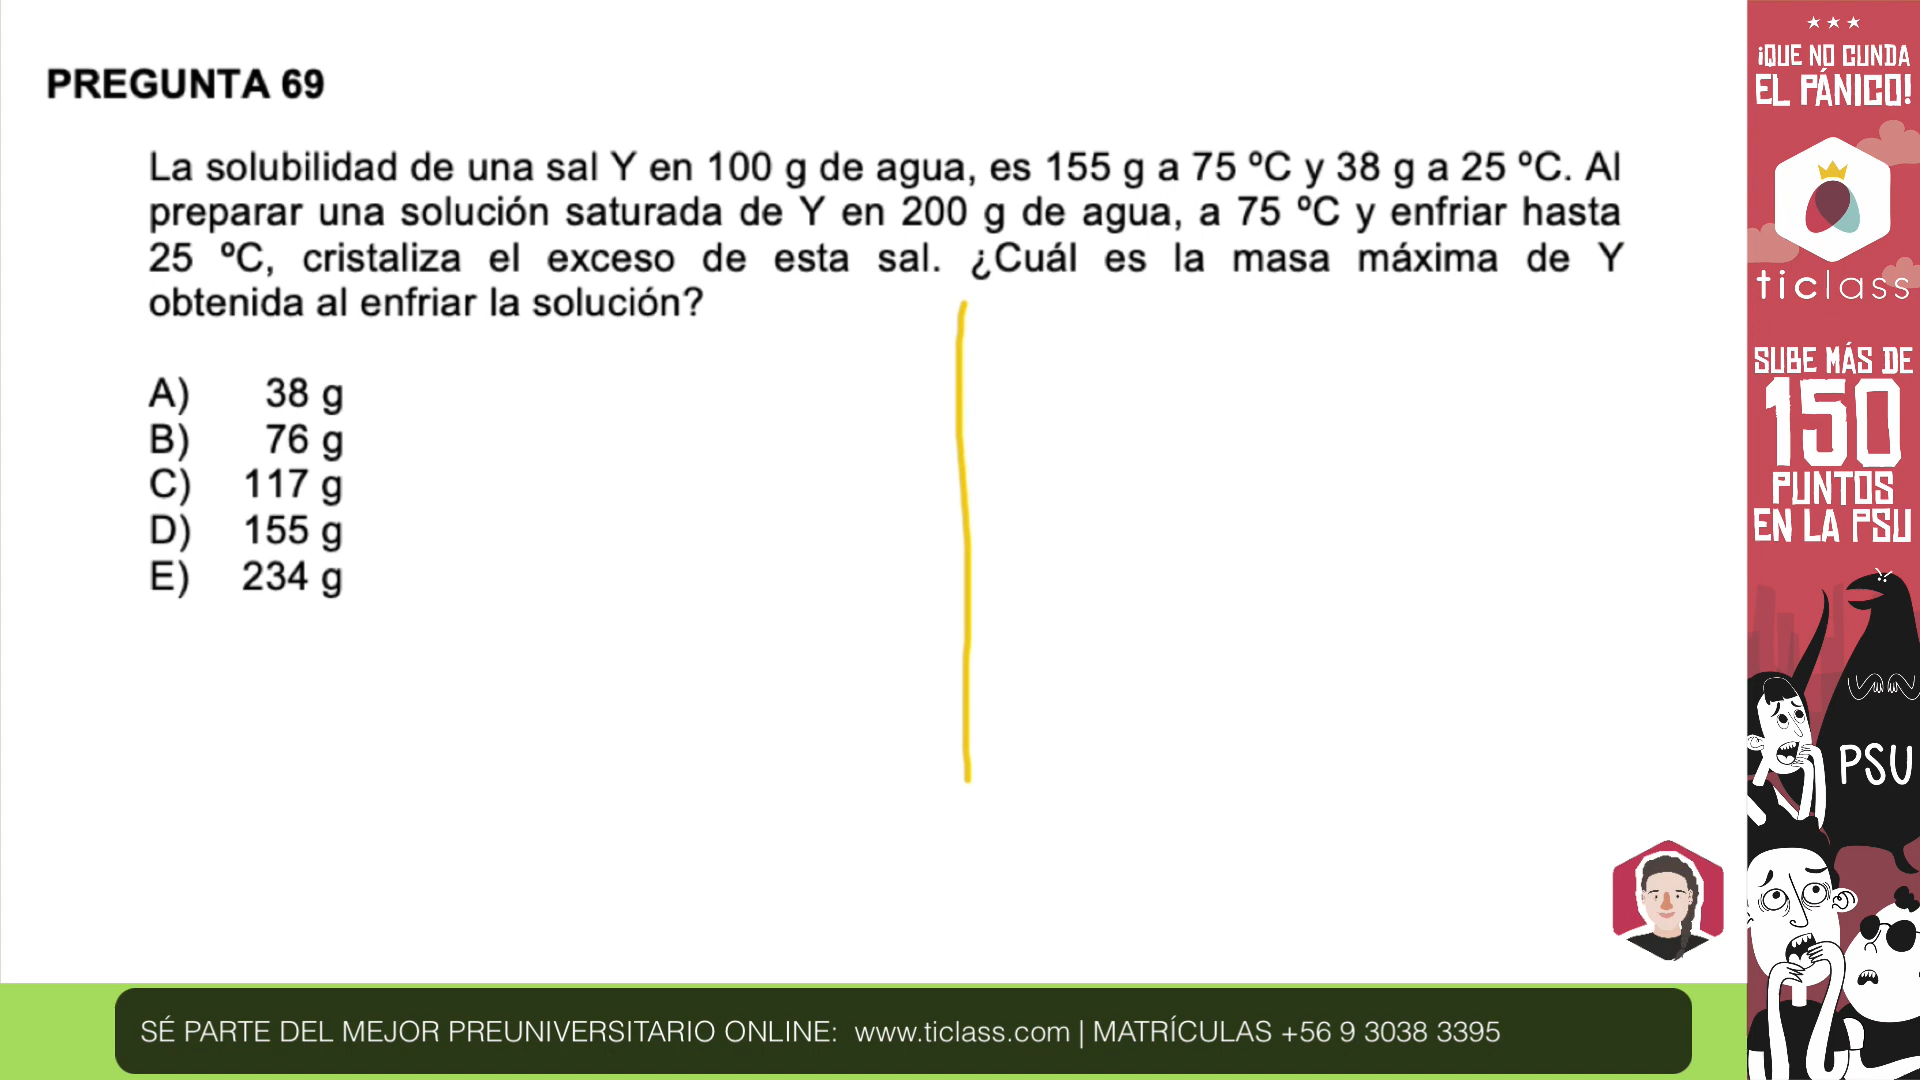 PREGUNTA 69
La solubilidad de una sal Y en 100 g de agua, es 155 g a 75 ºC y 38 g a 25 ºC. Al
preparar una solución saturada de Y en 200 g de agua, a 75 ºC y enfriar hasta
25 ºC, cristaliza el exceso de esta sal. ¿Cuál es la masa máxima de Y
obtenida al enfriar la solución?
A) 38 g
B) 76 g
C) 117 g
D) 155 g
E) 234 g
SÉ PARTE DEL MEJOR PREUNIVERSITARIO ONLINE: www.ticlass.com | MATRÍCULAS +56 9 3038 3395
¡QUE NO CUNDA
EL PÁNICO!
ticlass
SUBE MÁS DE
150
PUNTOS
EN LA PSU
PSU